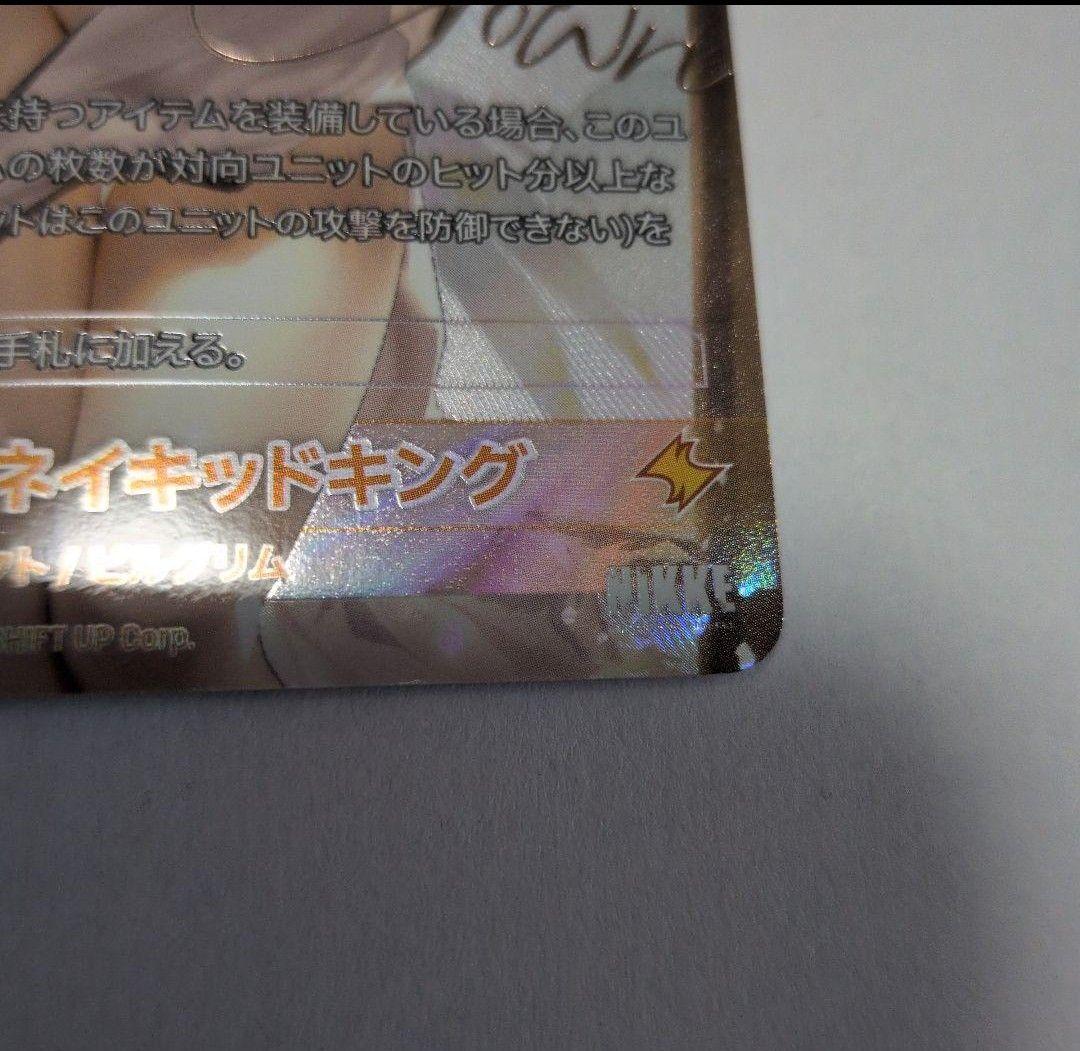 rown
持つアイテムを装備している場合、このユ
の枚数が対向ユニットのヒット分以上な
ットはこのユニットの攻撃を防御できない)を
手札に加える。
ネイキッドキング
ト / ピルグリム
NIKKE
SHIFT UP Corp.